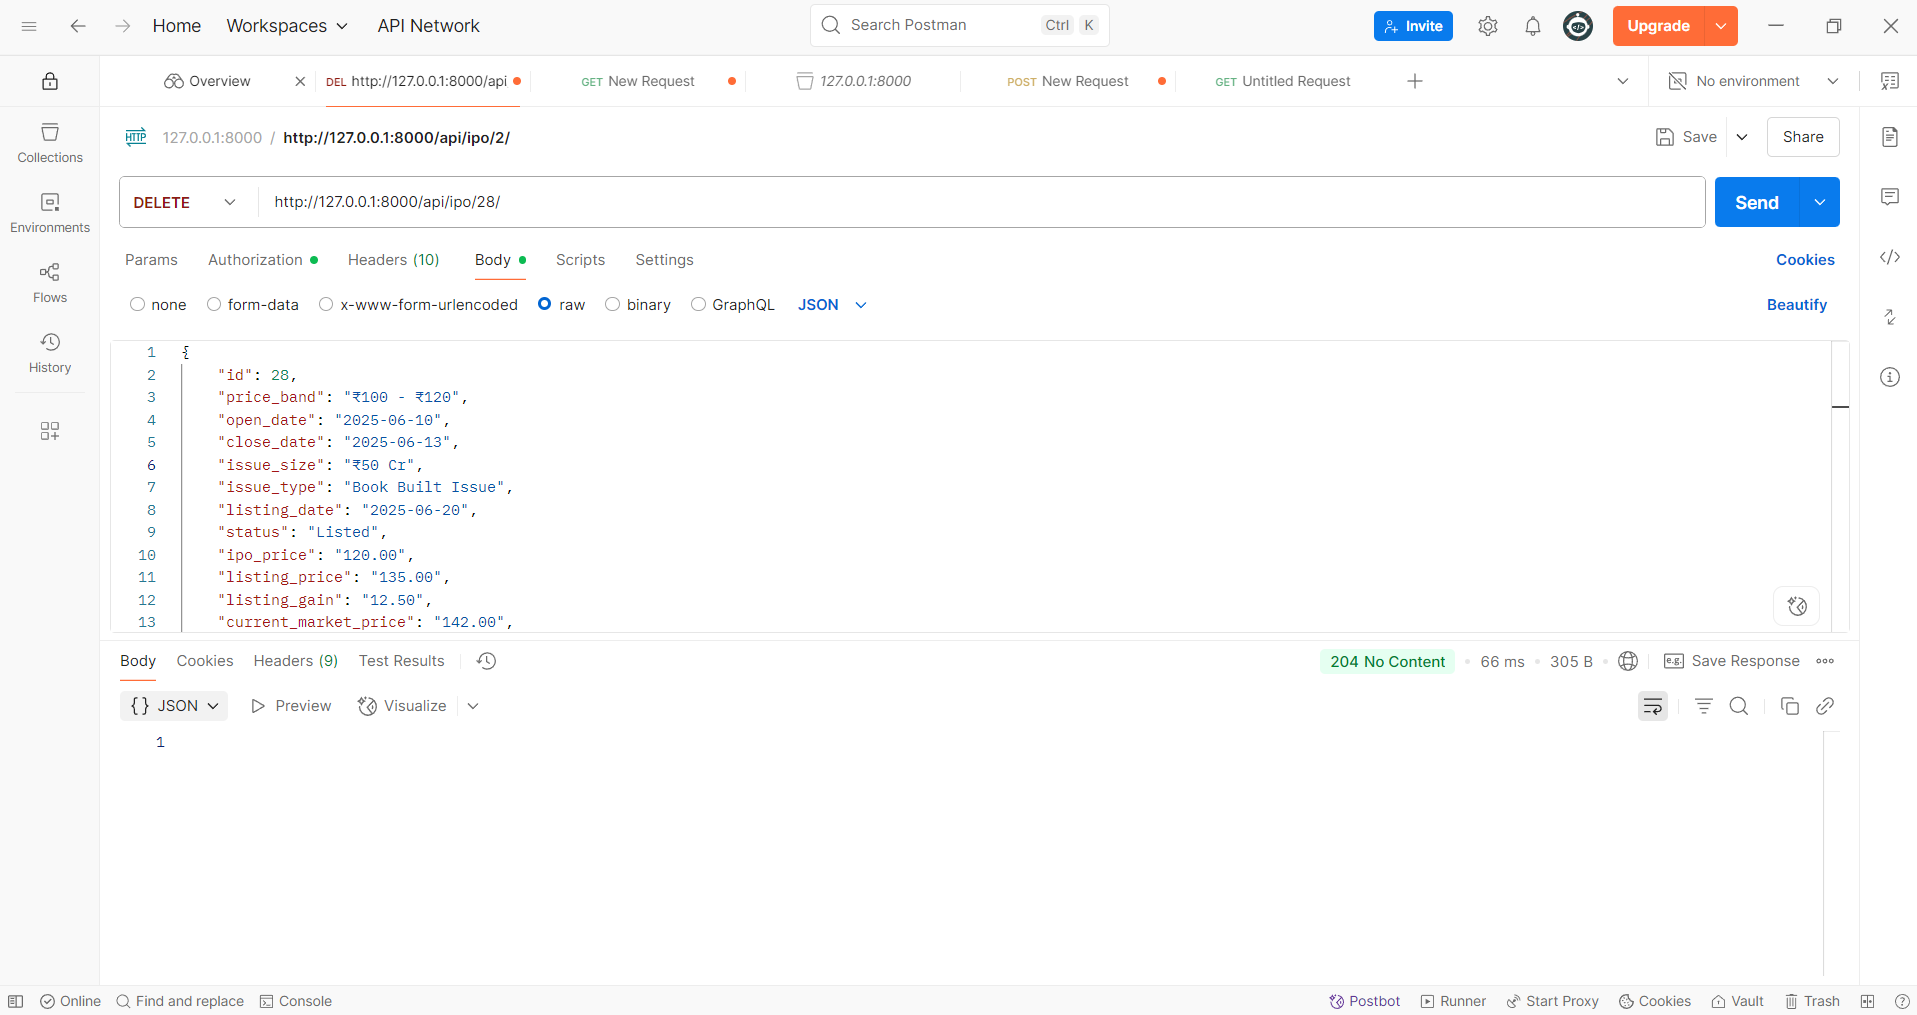 Home Workspaces API Network Search Postman Ctrl K Invite Upgrade
Overview DEL http://127.0.0.1:8000/api GET New Request 127.0.0.1:8000 POST New Request GET Untitled Request No environment
HTTP 127.0.0.1:8000 / http://127.0.0.1:8000/api/ipo/2/ Save Share
Collections
DELETE http://127.0.0.1:8000/api/ipo/28/ Send
Environments
Params Authorization Headers (10) Body Scripts Settings Cookies
Flows
none form-data x-www-form-urlencoded raw binary GraphQL JSON Beautify
History
1 {
2 "id": 28,
3 "price_band": "₹100 - ₹120",
4 "open_date": "2025-06-10",
5 "close_date": "2025-06-13",
6 "issue_size": "₹50 Cr",
7 "issue_type": "Book Built Issue",
8 "listing_date": "2025-06-20",
9 "status": "Listed",
10 "ipo_price": "120.00",
11 "listing_price": "135.00",
12 "listing_gain": "12.50",
13 "current_market_price": "142.00",
Body Cookies Headers (9) Test Results 204 No Content 66 ms 305 B e.g. Save Response
{} JSON Preview Visualize
1
Online Find and replace Console Postbot Runner Start Proxy Cookies Vault Trash